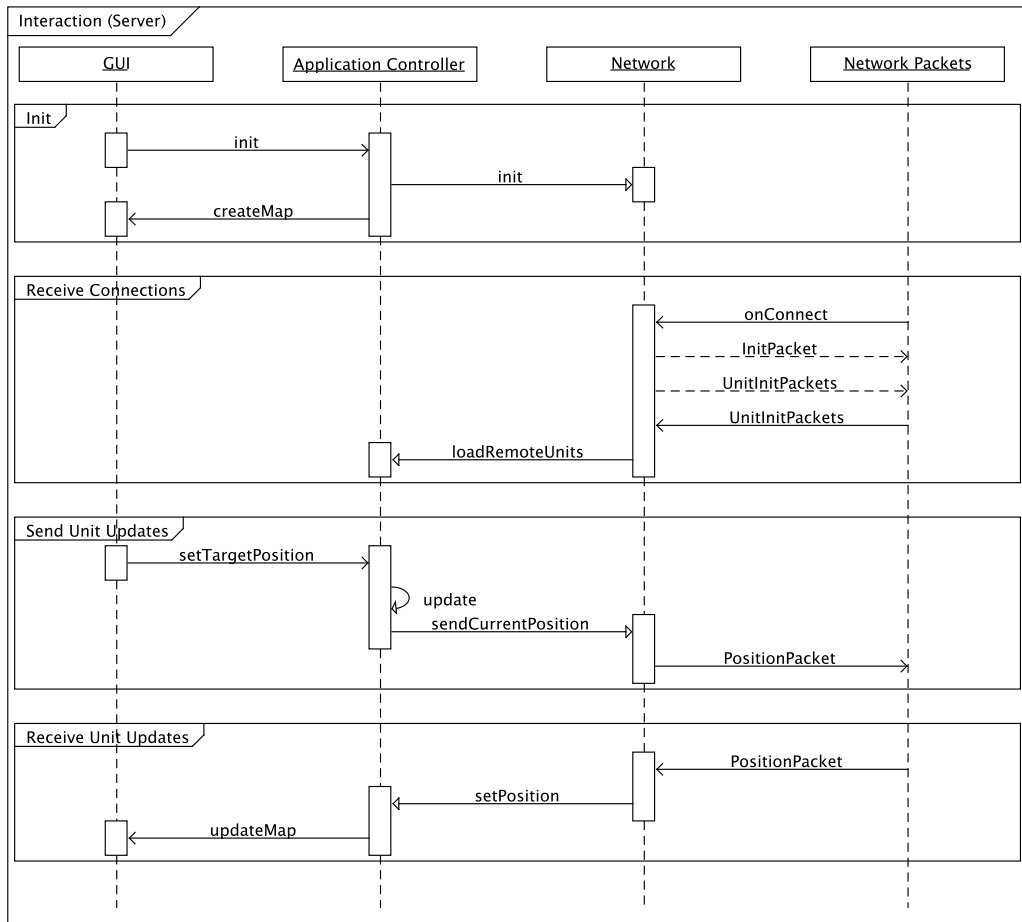 Interaction (Server)
GUI
Application Controller
Network
Network Packets
Init
init
init
createMap
Receive Connections
onConnect
InitPacket
UnitInitPackets
UnitInitPackets
loadRemoteUnits
Send Unit Updates
setTargetPosition
update
sendCurrentPosition
PositionPacket
Receive Unit Updates
PositionPacket
setPosition
updateMap